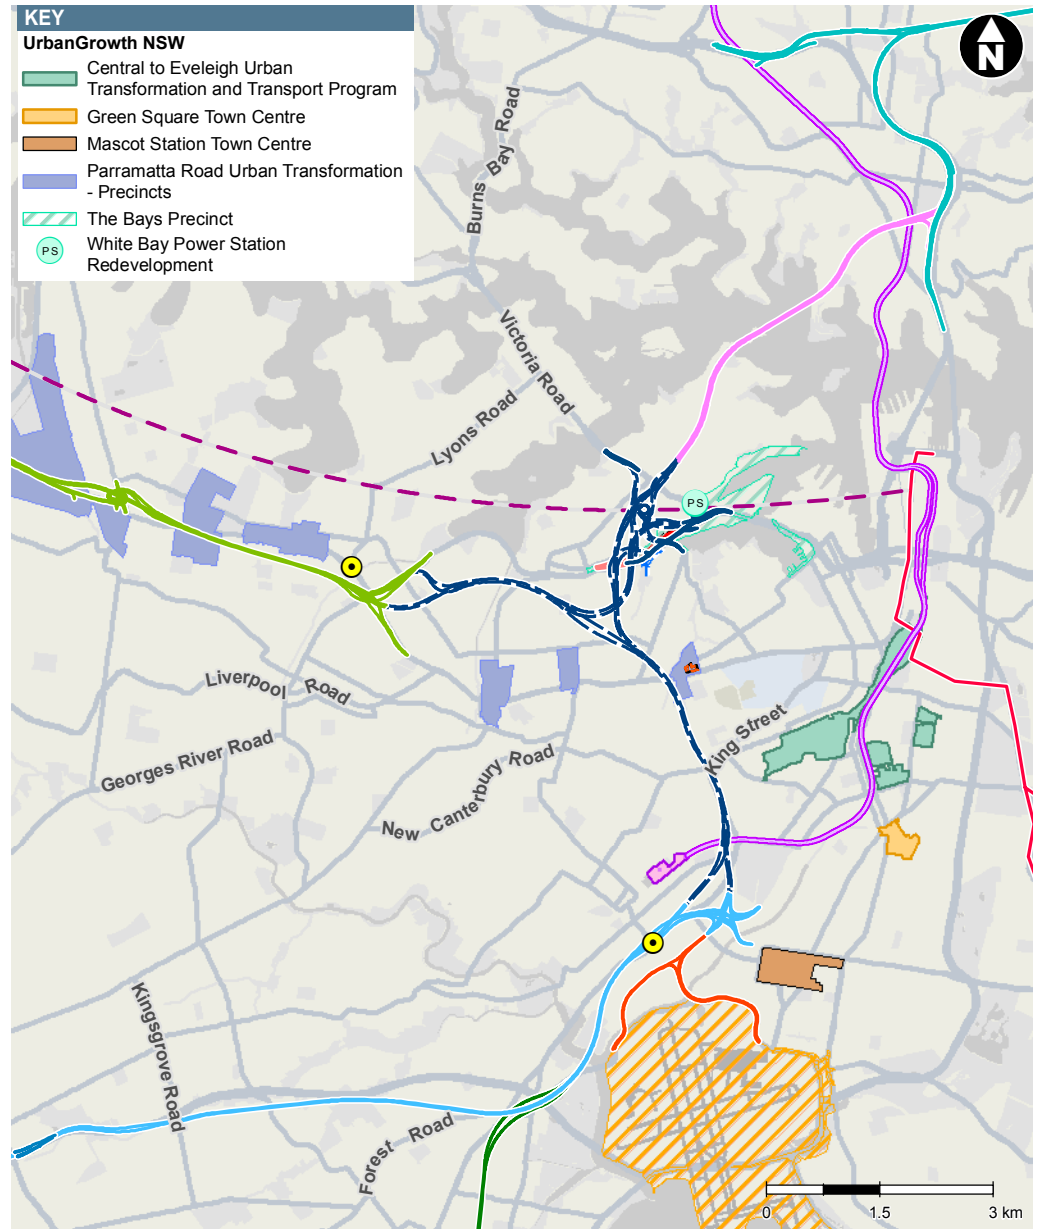 KEY
UrbanGrowth NSW
Central to Eveleigh Urban
Transformation and Transport Program
Green Square Town Centre
Mascot Station Town Centre
Parramatta Road Urban Transformation
- Precincts
The Bays Precinct
PS
White Bay Power Station
Redevelopment
N
Burns Bay Road
Victoria Road
Lyons Road
PS
Liverpool Road
Georges River Road
King Street
New Canterbury Road
Kingsgrove Road
Forest Road
0 1.5 3 km